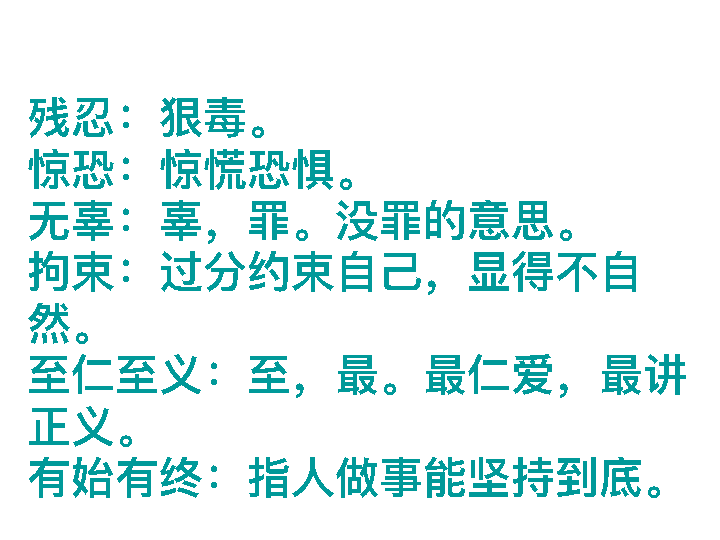 残忍：狠毒。
惊恐：惊慌恐惧。
无辜：辜，罪。没罪的意思。
拘束：过分约束自己，显得不自
然。
至仁至义：至，最。最仁爱，最讲
正义。
有始有终：指人做事能坚持到底。